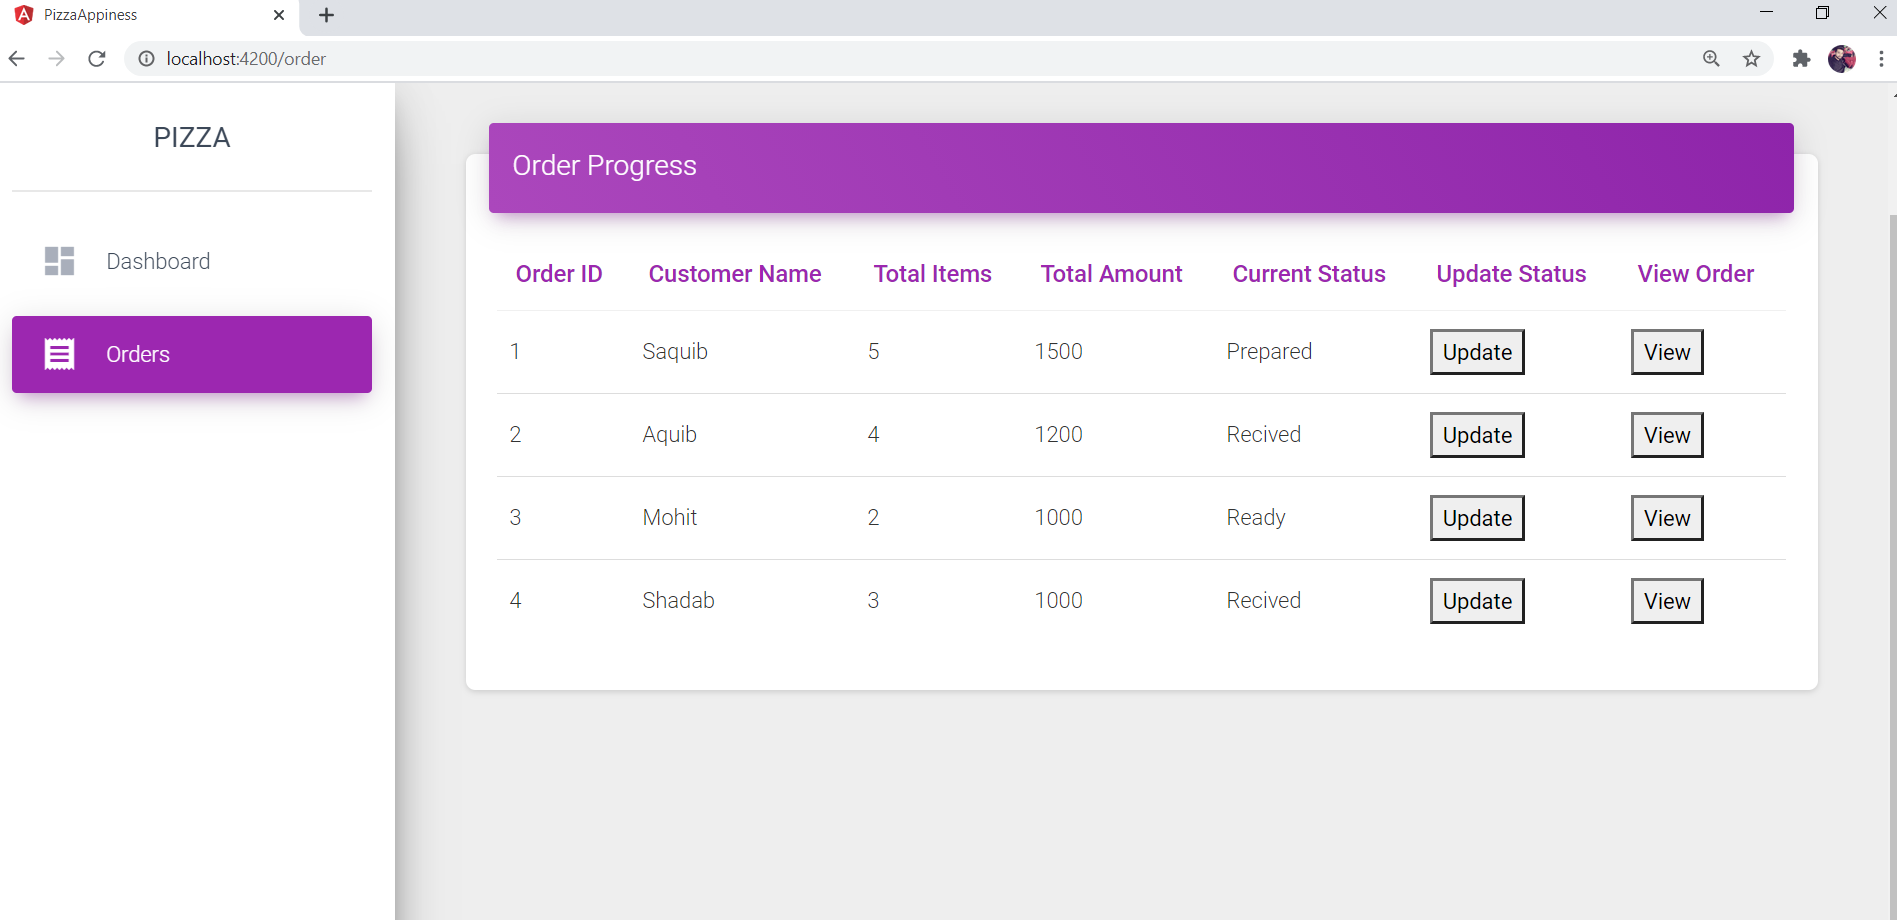 PizzaAppiness
localhost:4200/order
PIZZA
Dashboard
Orders
Order Progress
Order ID Customer Name Total Items Total Amount Current Status Update Status View Order
1 Saquib 5 1500 Prepared Update View
2 Aquib 4 1200 Recived Update View
3 Mohit 2 1000 Ready Update View
4 Shadab 3 1000 Recived Update View